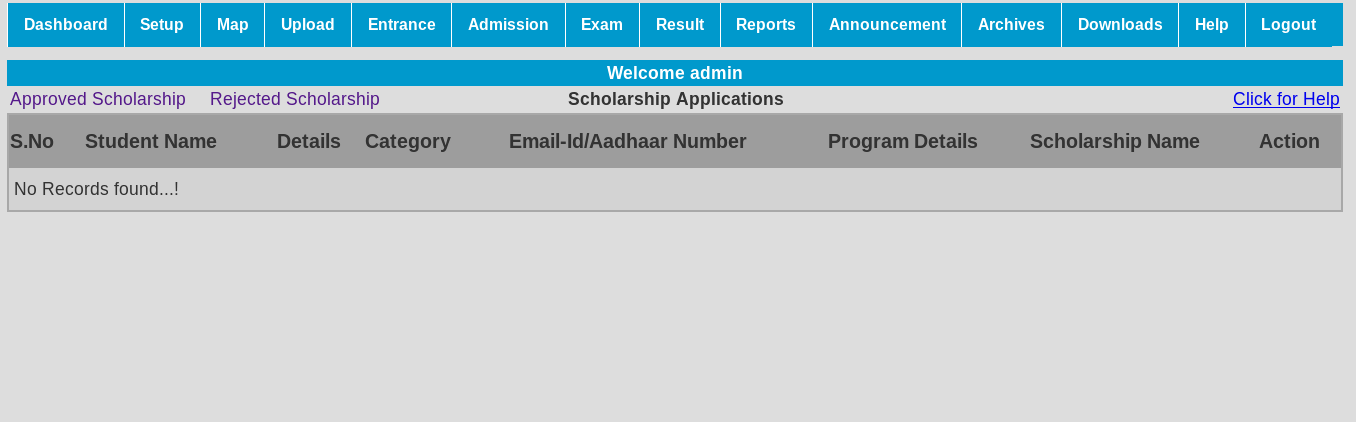 Dashboard Setup Map Upload Entrance Admission Exam Result Reports Announcement Archives Downloads Help Logout
Welcome admin
Approved Scholarship Rejected Scholarship Scholarship Applications Click for Help
S.No Student Name Details Category Email-Id/Aadhaar Number Program Details Scholarship Name Action
No Records found...!